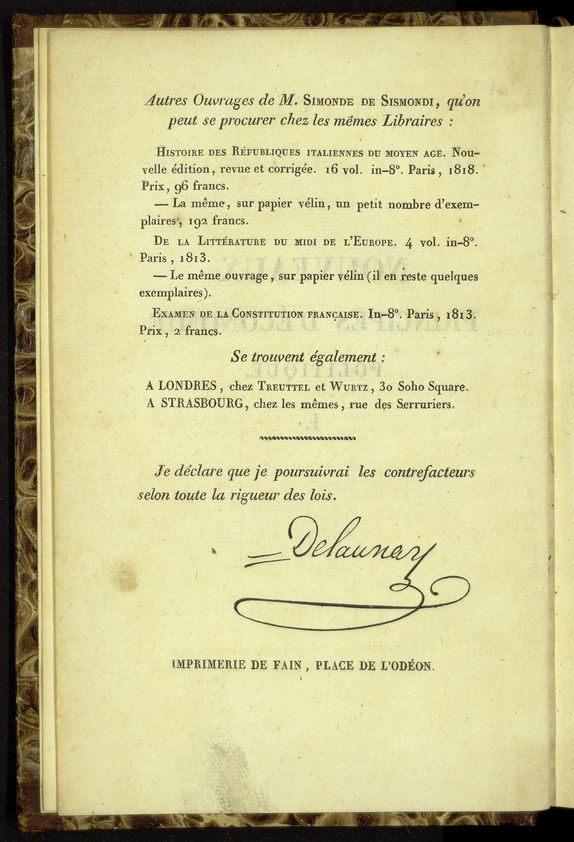 Autres Ouvrages de M. SIMONDE DE SISMONDI, qu'on
peut se procurer chez les mêmes Libraires :
HISTOIRE DES RÉPUBLIQUES ITALIENNES DU MOYEN AGE. Nou-
velle édition, revue et corrigée. 16 vol. in-8°. Paris, 1818.
Prix, 96 francs.
— La même, sur papier vélin, un petit nombre d'exem-
plaires, 192 francs.
DE LA LITTÉRATURE DU MIDI DE L'EUROPE. 4 vol. in-8°.
Paris, 1813.
— Le même ouvrage, sur papier vélin (il en reste quelques
exemplaires).
EXAMEN DE LA CONSTITUTION FRANÇAISE. In-8°. Paris, 1813.
Prix, 2 francs.
Se trouvent également :
A LONDRES, chez TREUTTEL et WURTZ, 30 Soho Square.
A STRASBOURG, chez les mêmes, rue des Serruriers.
Je déclare que je poursuivrai les contrefacteurs
selon toute la rigueur des lois.
Delaunay
IMPRIMERIE DE FAIN, PLACE DE L'ODÉON.